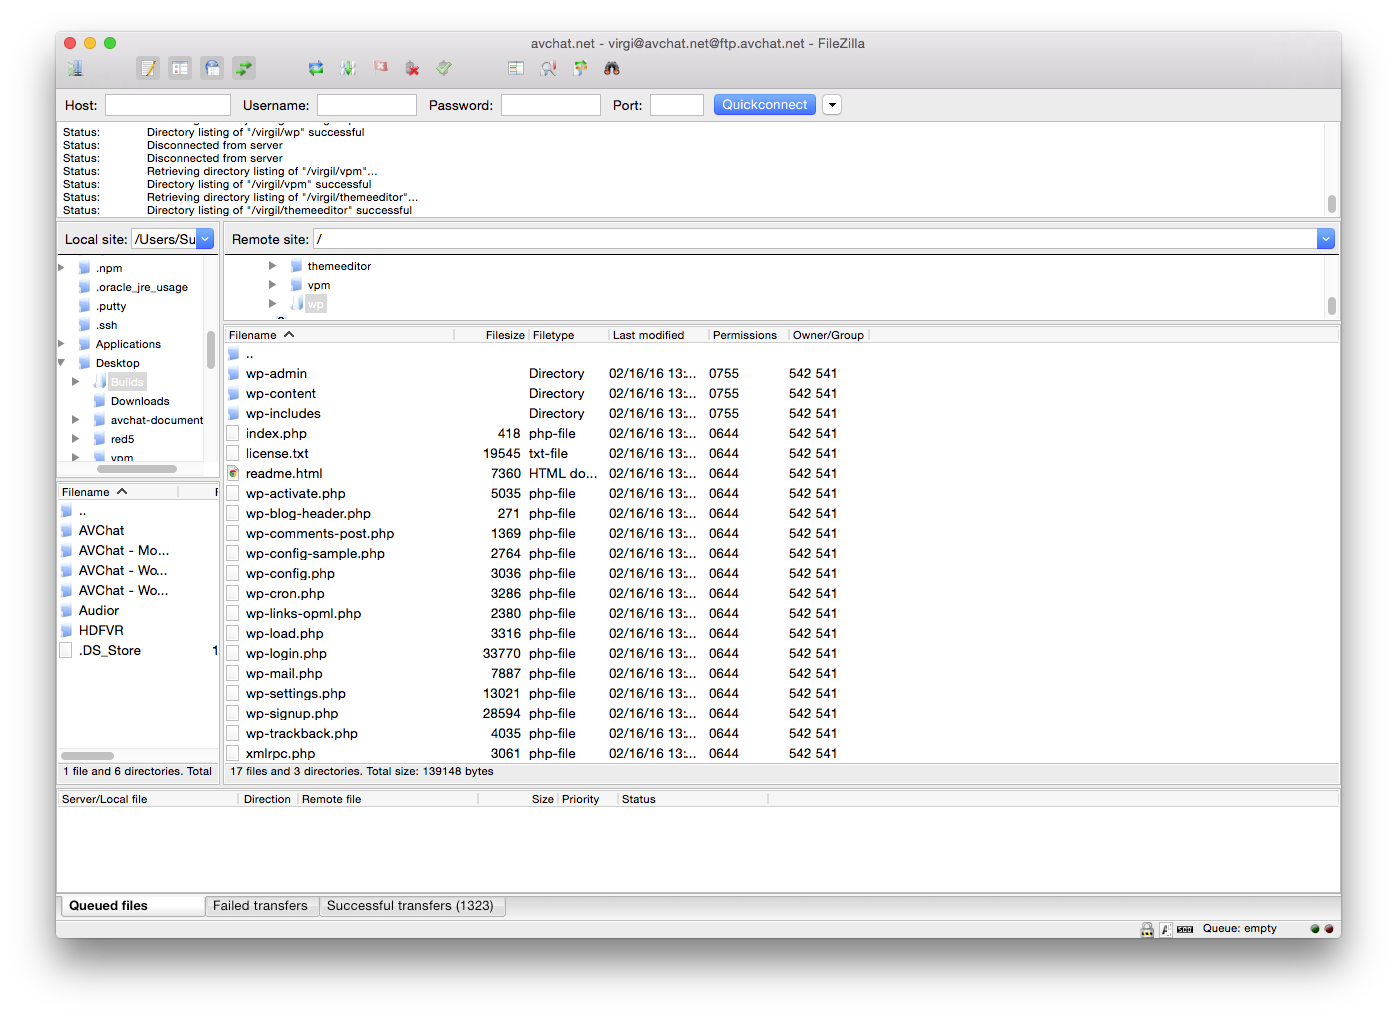 avchat.net - virgi@avchat.net@ftp.avchat.net - FileZilla
Host: Username: Password: Port: Quickconnect
Status: Directory listing of "/virgil/wp" successful
Status: Disconnected from server
Status: Disconnected from server
Status: Retrieving directory listing of "/virgil/vpm"...
Status: Directory listing of "/virgil/vpm" successful
Status: Retrieving directory listing of "/virgil/themeeditor"...
Status: Directory listing of "/virgil/themeeditor" successful
Local site: /Users/Su
.npm
.oracle_jre_usage
.putty
.ssh
Applications
Desktop
Builds
Downloads
avchat-document
red5
vpm
Filename F
..
AVChat
AVChat - Mo...
AVChat - Wo...
AVChat - Wo...
Audior
HDFVR
.DS_Store 1
1 file and 6 directories. Total
Remote site: /
themeeditor
vpm
wp
Filename Filesize Filetype Last modified Permissions Owner/Group
..
wp-admin Directory 02/16/16 13:... 0755 542 541
wp-content Directory 02/16/16 13:... 0755 542 541
wp-includes Directory 02/16/16 13:... 0755 542 541
index.php 418 php-file 02/16/16 13:... 0644 542 541
license.txt 19545 txt-file 02/16/16 13:... 0644 542 541
readme.html 7360 HTML do... 02/16/16 13:... 0644 542 541
wp-activate.php 5035 php-file 02/16/16 13:... 0644 542 541
wp-blog-header.php 271 php-file 02/16/16 13:... 0644 542 541
wp-comments-post.php 1369 php-file 02/16/16 13:... 0644 542 541
wp-config-sample.php 2764 php-file 02/16/16 13:... 0644 542 541
wp-config.php 3036 php-file 02/16/16 13:... 0644 542 541
wp-cron.php 3286 php-file 02/16/16 13:... 0644 542 541
wp-links-opml.php 2380 php-file 02/16/16 13:... 0644 542 541
wp-load.php 3316 php-file 02/16/16 13:... 0644 542 541
wp-login.php 33770 php-file 02/16/16 13:... 0644 542 541
wp-mail.php 7887 php-file 02/16/16 13:... 0644 542 541
wp-settings.php 13021 php-file 02/16/16 13:... 0644 542 541
wp-signup.php 28594 php-file 02/16/16 13:... 0644 542 541
wp-trackback.php 4035 php-file 02/16/16 13:... 0644 542 541
xmlrpc.php 3061 php-file 02/16/16 13:... 0644 542 541
17 files and 3 directories. Total size: 139148 bytes
Server/Local file Direction Remote file Size Priority Status
Queued files Failed transfers Successful transfers (1323)
Queue: empty